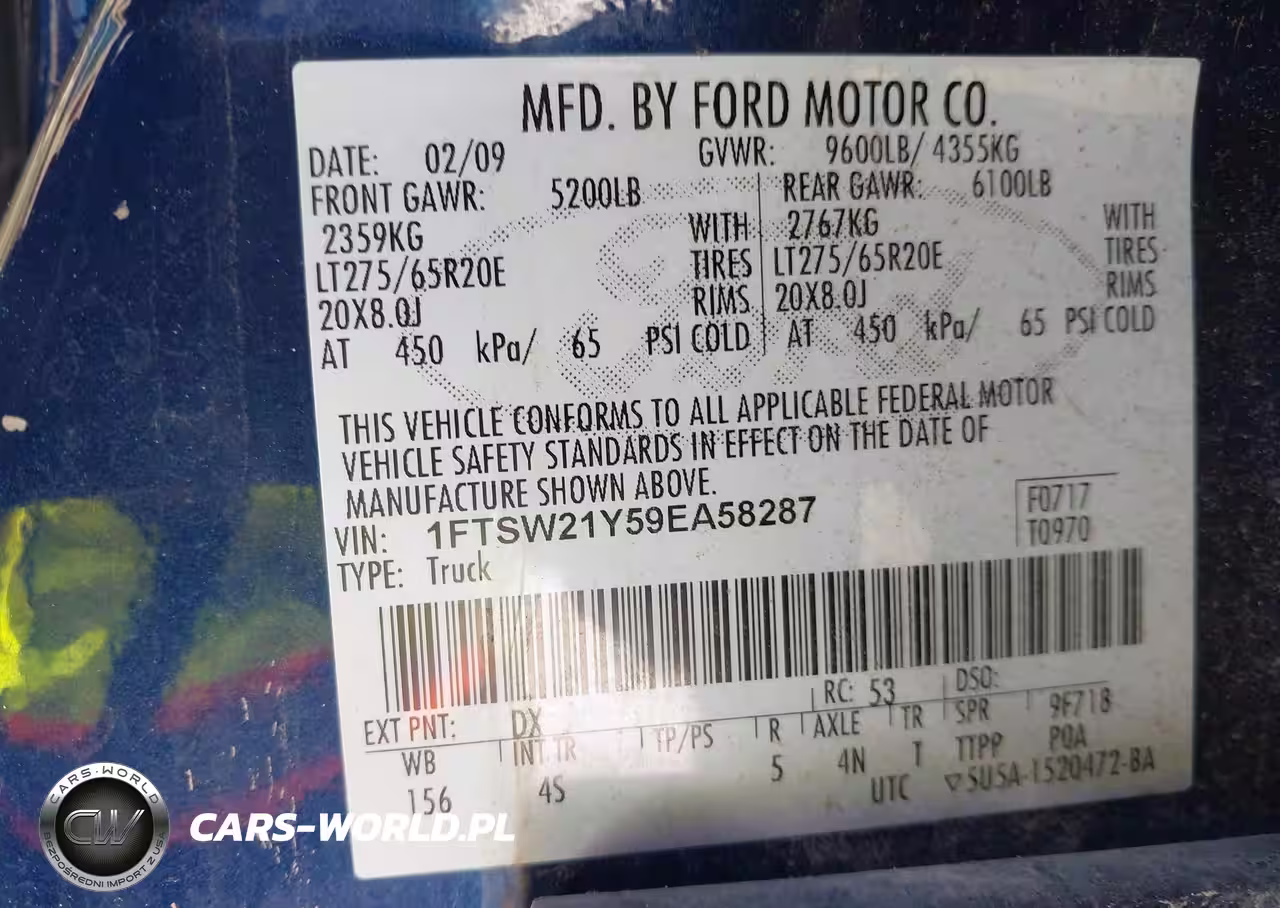 MFD. BY FORD MOTOR CO.
DATE: 02/09 GVWR: 9600LB/ 4355KG
FRONT GAWR: 5200LB REAR GAWR: 6100LB
2359KG WITH 2767KG WITH
LT275/65R20E TIRES LT275/65R20E TIRES
20X8.0J RIMS 20X8.0J RIMS
AT 450 kPa/ 65 PSI COLD AT 450 kPa/ 65 PSI COLD
THIS VEHICLE CONFORMS TO ALL APPLICABLE FEDERAL MOTOR
VEHICLE SAFETY STANDARDS IN EFFECT ON THE DATE OF
MANUFACTURE SHOWN ABOVE.
VIN: 1FTSW21Y59EA58287
F0717
T0970
TYPE: Truck
EXT PNT: DX RC: 53 DSO:
WB INT TR TP/PS R AXLE TR SPR 9F718
156 4S 5 4N T TTPP PQA
UTC ▽SU5A-1520472-BA
CARS-WORLD
CW
BEZPOŚREDNI IMPORT Z USA
CARS-WORLD.PL